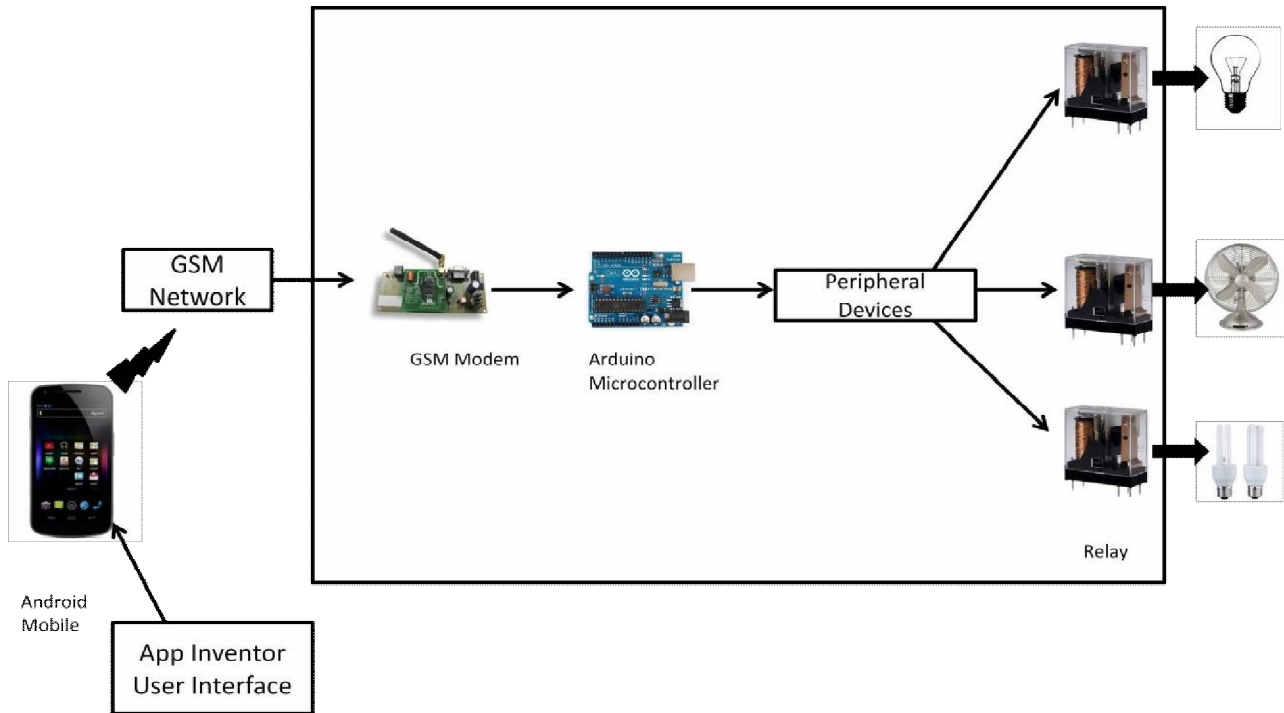 GSM
Network
GSM Modem
Arduino
Microcontroller
Peripheral
Devices
Relay
Android
Mobile
App Inventor
User Interface